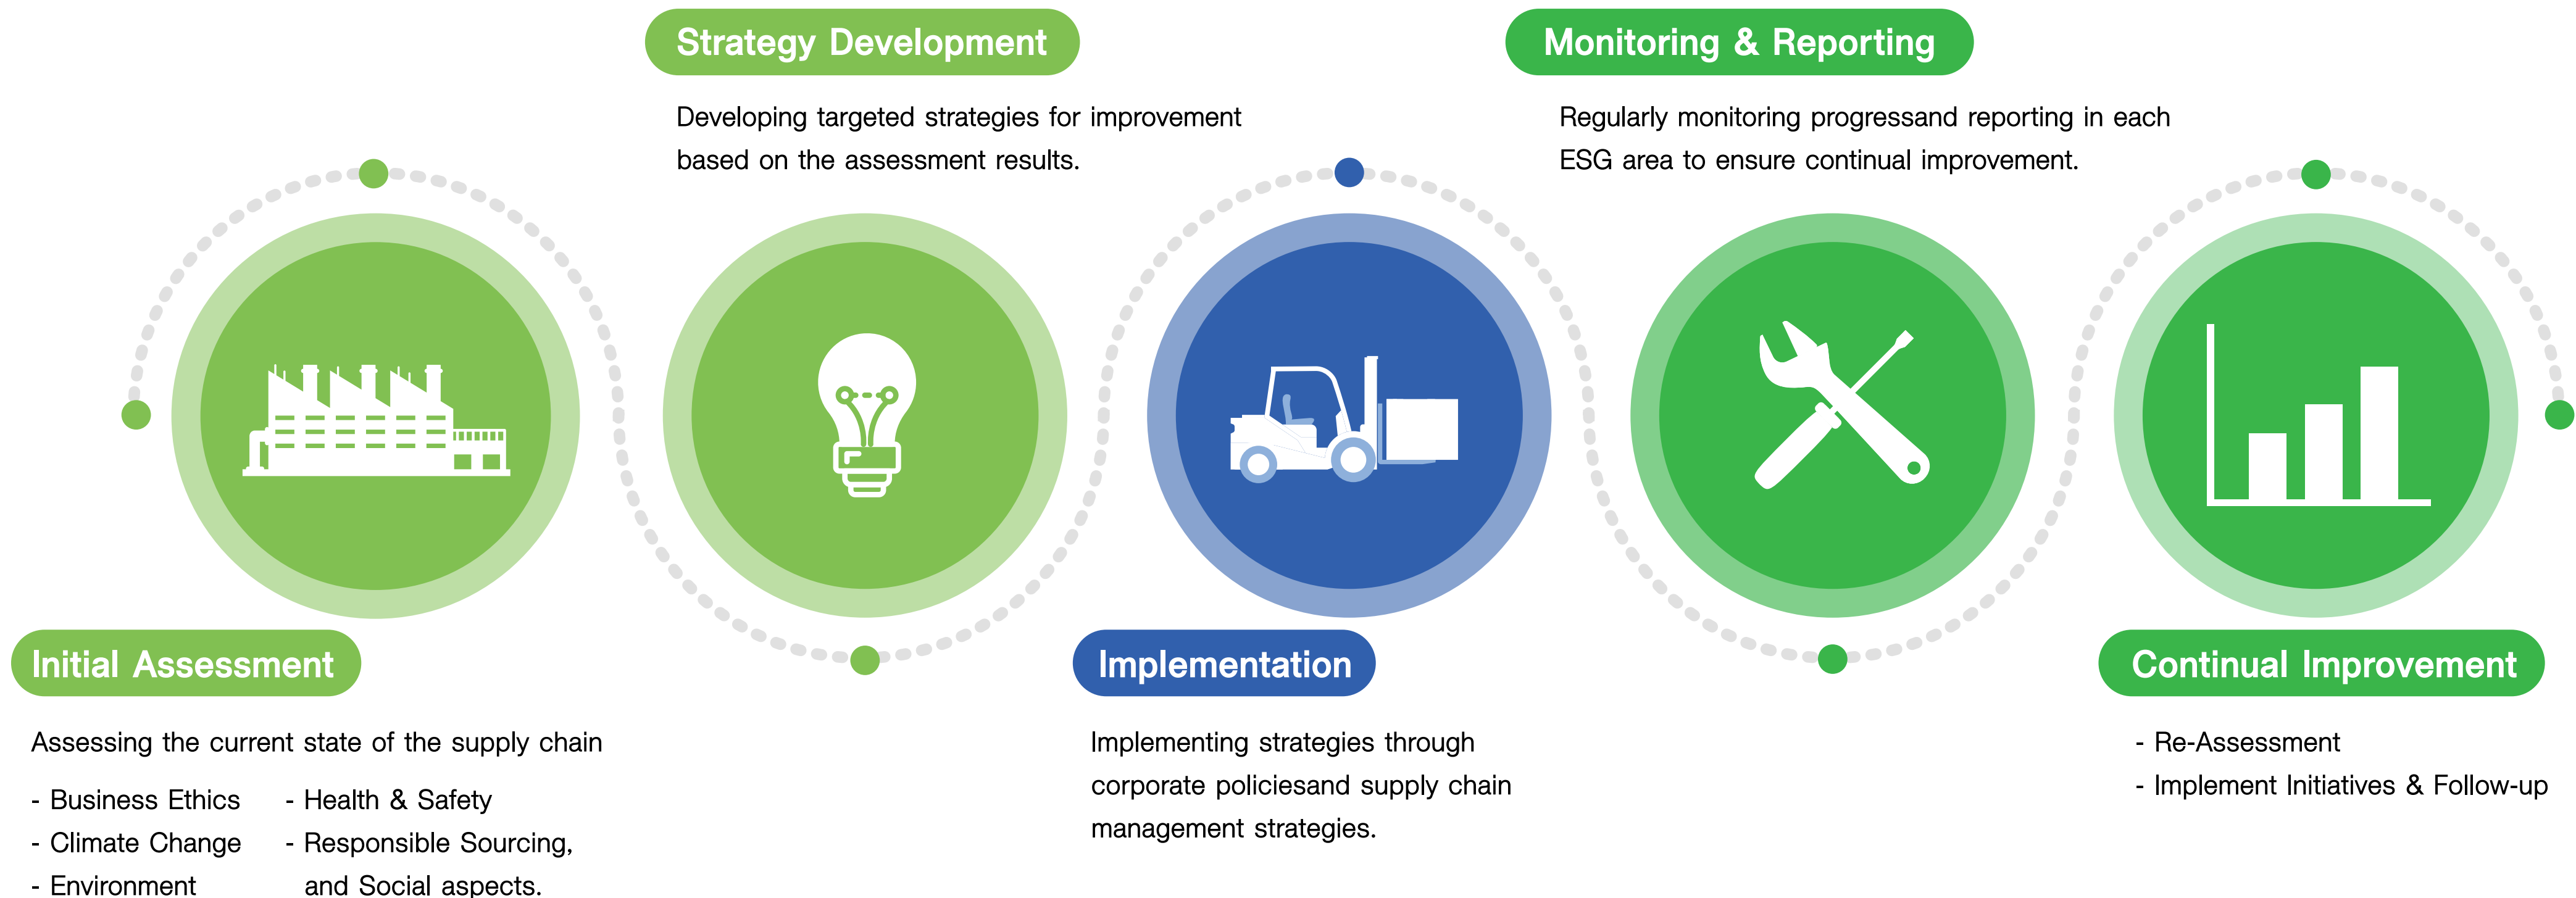 Strategy Development
Developing targeted strategies for improvement
based on the assessment results.
Monitoring & Reporting
Regularly monitoring progressand reporting in each
ESG area to ensure continual improvement.
Initial Assessment
Assessing the current state of the supply chain
- Business Ethics
- Climate Change
- Environment
- Health & Safety
- Responsible Sourcing,
and Social aspects.
Implementation
Implementing strategies through
corporate policiesand supply chain
management strategies.
Continual Improvement
- Re-Assessment
- Implement Initiatives & Follow-up